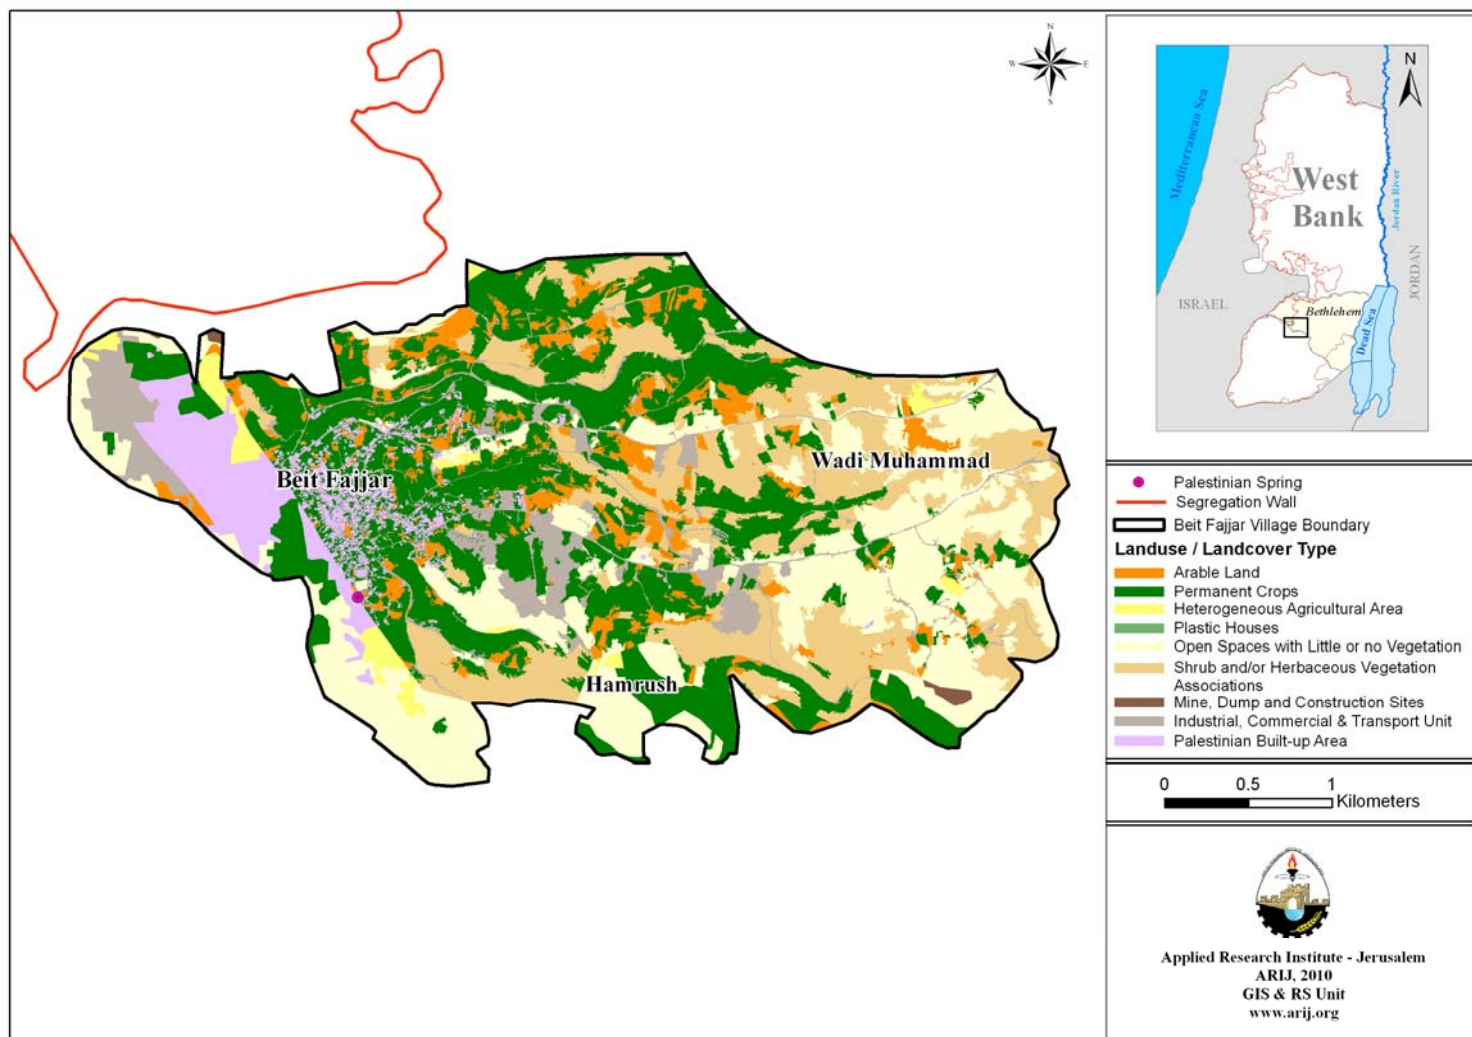 N
W
E
S
Beit Fajjar
Wadi Muhammad
Hamrush
N
Mediterranean Sea
West
Bank
Jordan River
JORDAN
ISRAEL
Bethlehem
Dead Sea
Palestinian Spring
Segregation Wall
Beit Fajjar Village Boundary
Landuse / Landcover Type
Arable Land
Permanent Crops
Heterogeneous Agricultural Area
Plastic Houses
Open Spaces with Little or no Vegetation
Shrub and/or Herbaceous Vegetation
Associations
Mine, Dump and Construction Sites
Industrial, Commercial & Transport Unit
Palestinian Built-up Area
0 0.5 1
Kilometers
Applied Research Institute - Jerusalem
ARIJ, 2010
GIS & RS Unit
www.arij.org